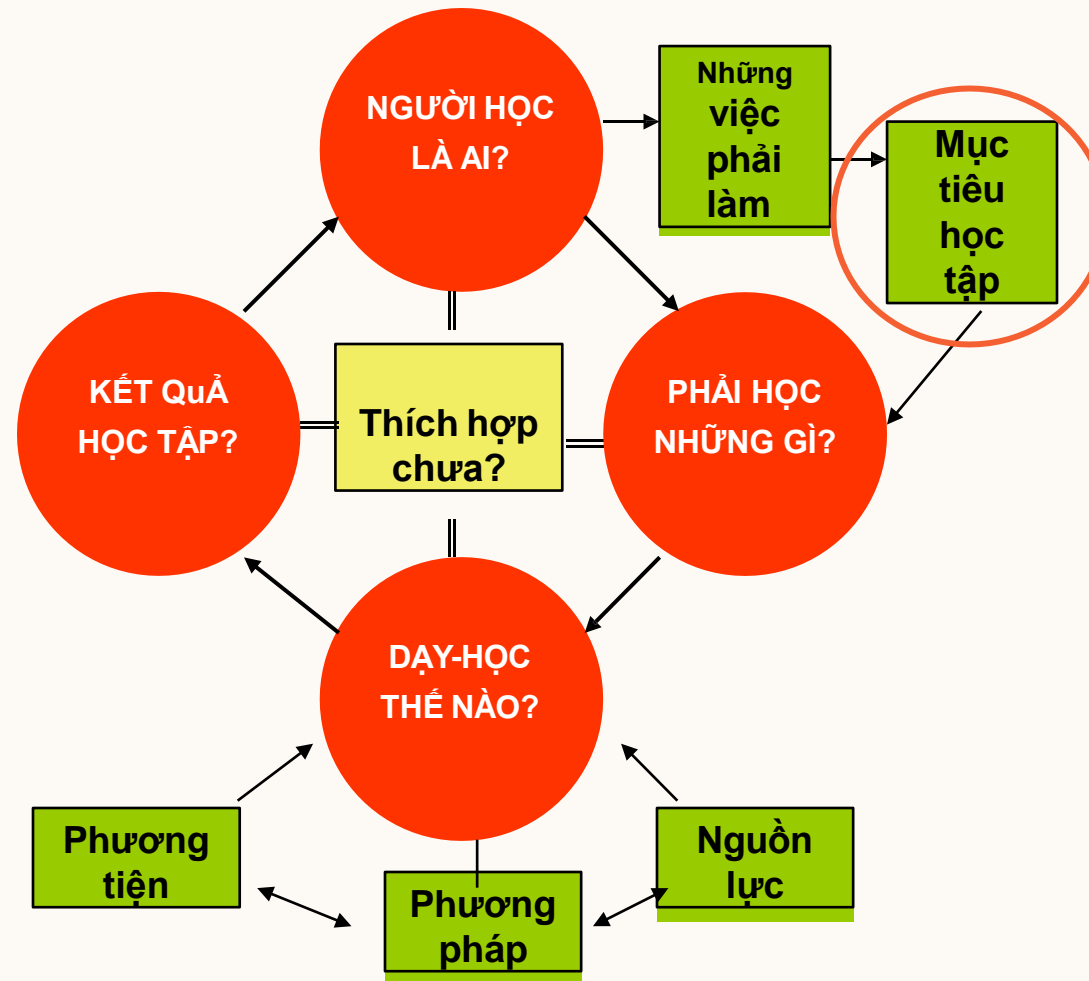 NGƯỜI HỌC
LÀ AI?
Những
việc
phải
làm
Mục
tiêu
học
tập
KẾT QuẢ
HỌC TẬP?
Thích hợp
chưa?
PHẢI HỌC
NHỮNG GÌ?
DẠY-HỌC
THẾ NÀO?
Phương
tiện
Phương
pháp
Nguồn
lực